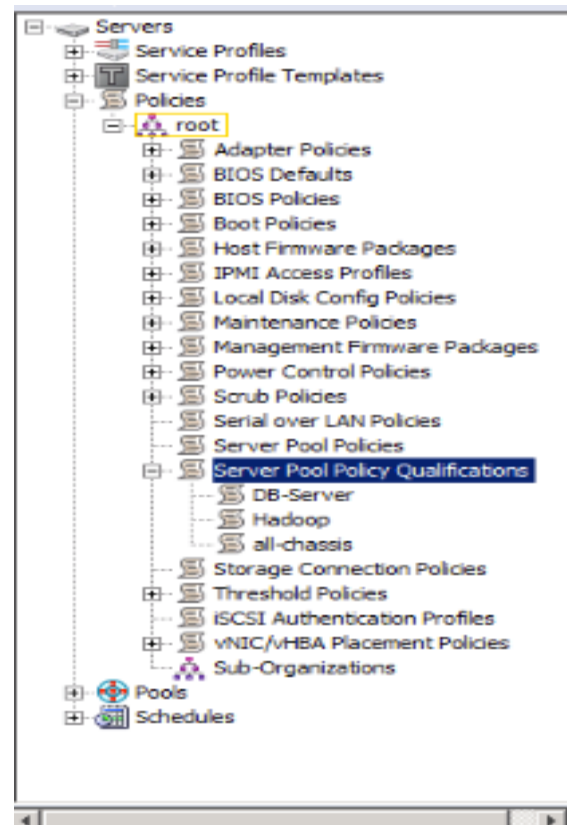 Servers
Service Profiles
Service Profile Templates
Policies
root
Adapter Policies
BIOS Defaults
BIOS Policies
Boot Policies
Host Firmware Packages
IPMI Access Profiles
Local Disk Config Policies
Maintenance Policies
Management Firmware Packages
Power Control Policies
Scrub Policies
Serial over LAN Policies
Server Pool Policies
Server Pool Policy Qualifications
DB-Server
Hadoop
all-chassis
Storage Connection Policies
Threshold Policies
iSCSI Authentication Profiles
vNIC/vHBA Placement Policies
Sub-Organizations
Pools
Schedules